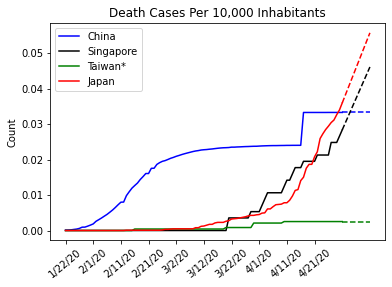 Death Cases Per 10,000 Inhabitants
China
Singapore
Taiwan*
Japan
Count
0.05
0.04
0.03
0.02
0.01
0.00
1/22/20
2/1/20
2/11/20
2/21/20
3/2/20
3/12/20
3/22/20
4/1/20
4/11/20
4/21/20